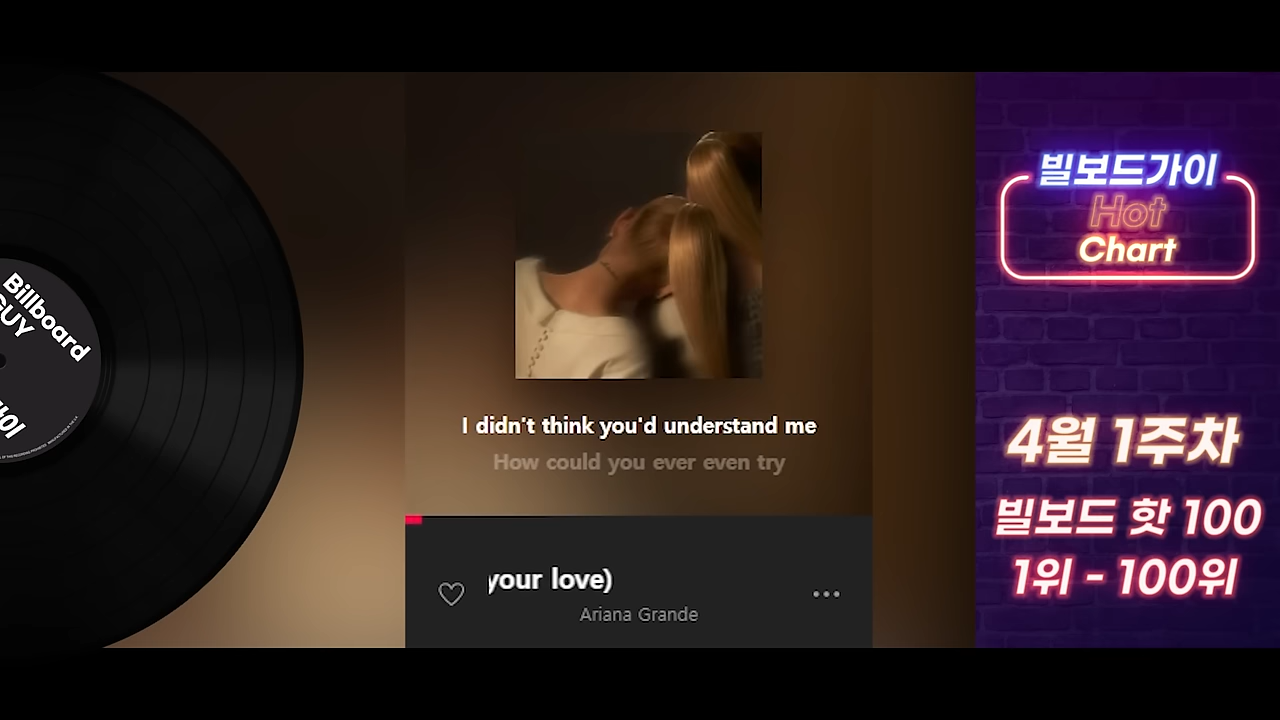 Billboard
GUY
I didn't think you'd understand me
How could you ever even try
your love)
Ariana Grande
빌보드가이
Hot
Chart
4월 1주차
빌보드 핫 100
1위 - 100위